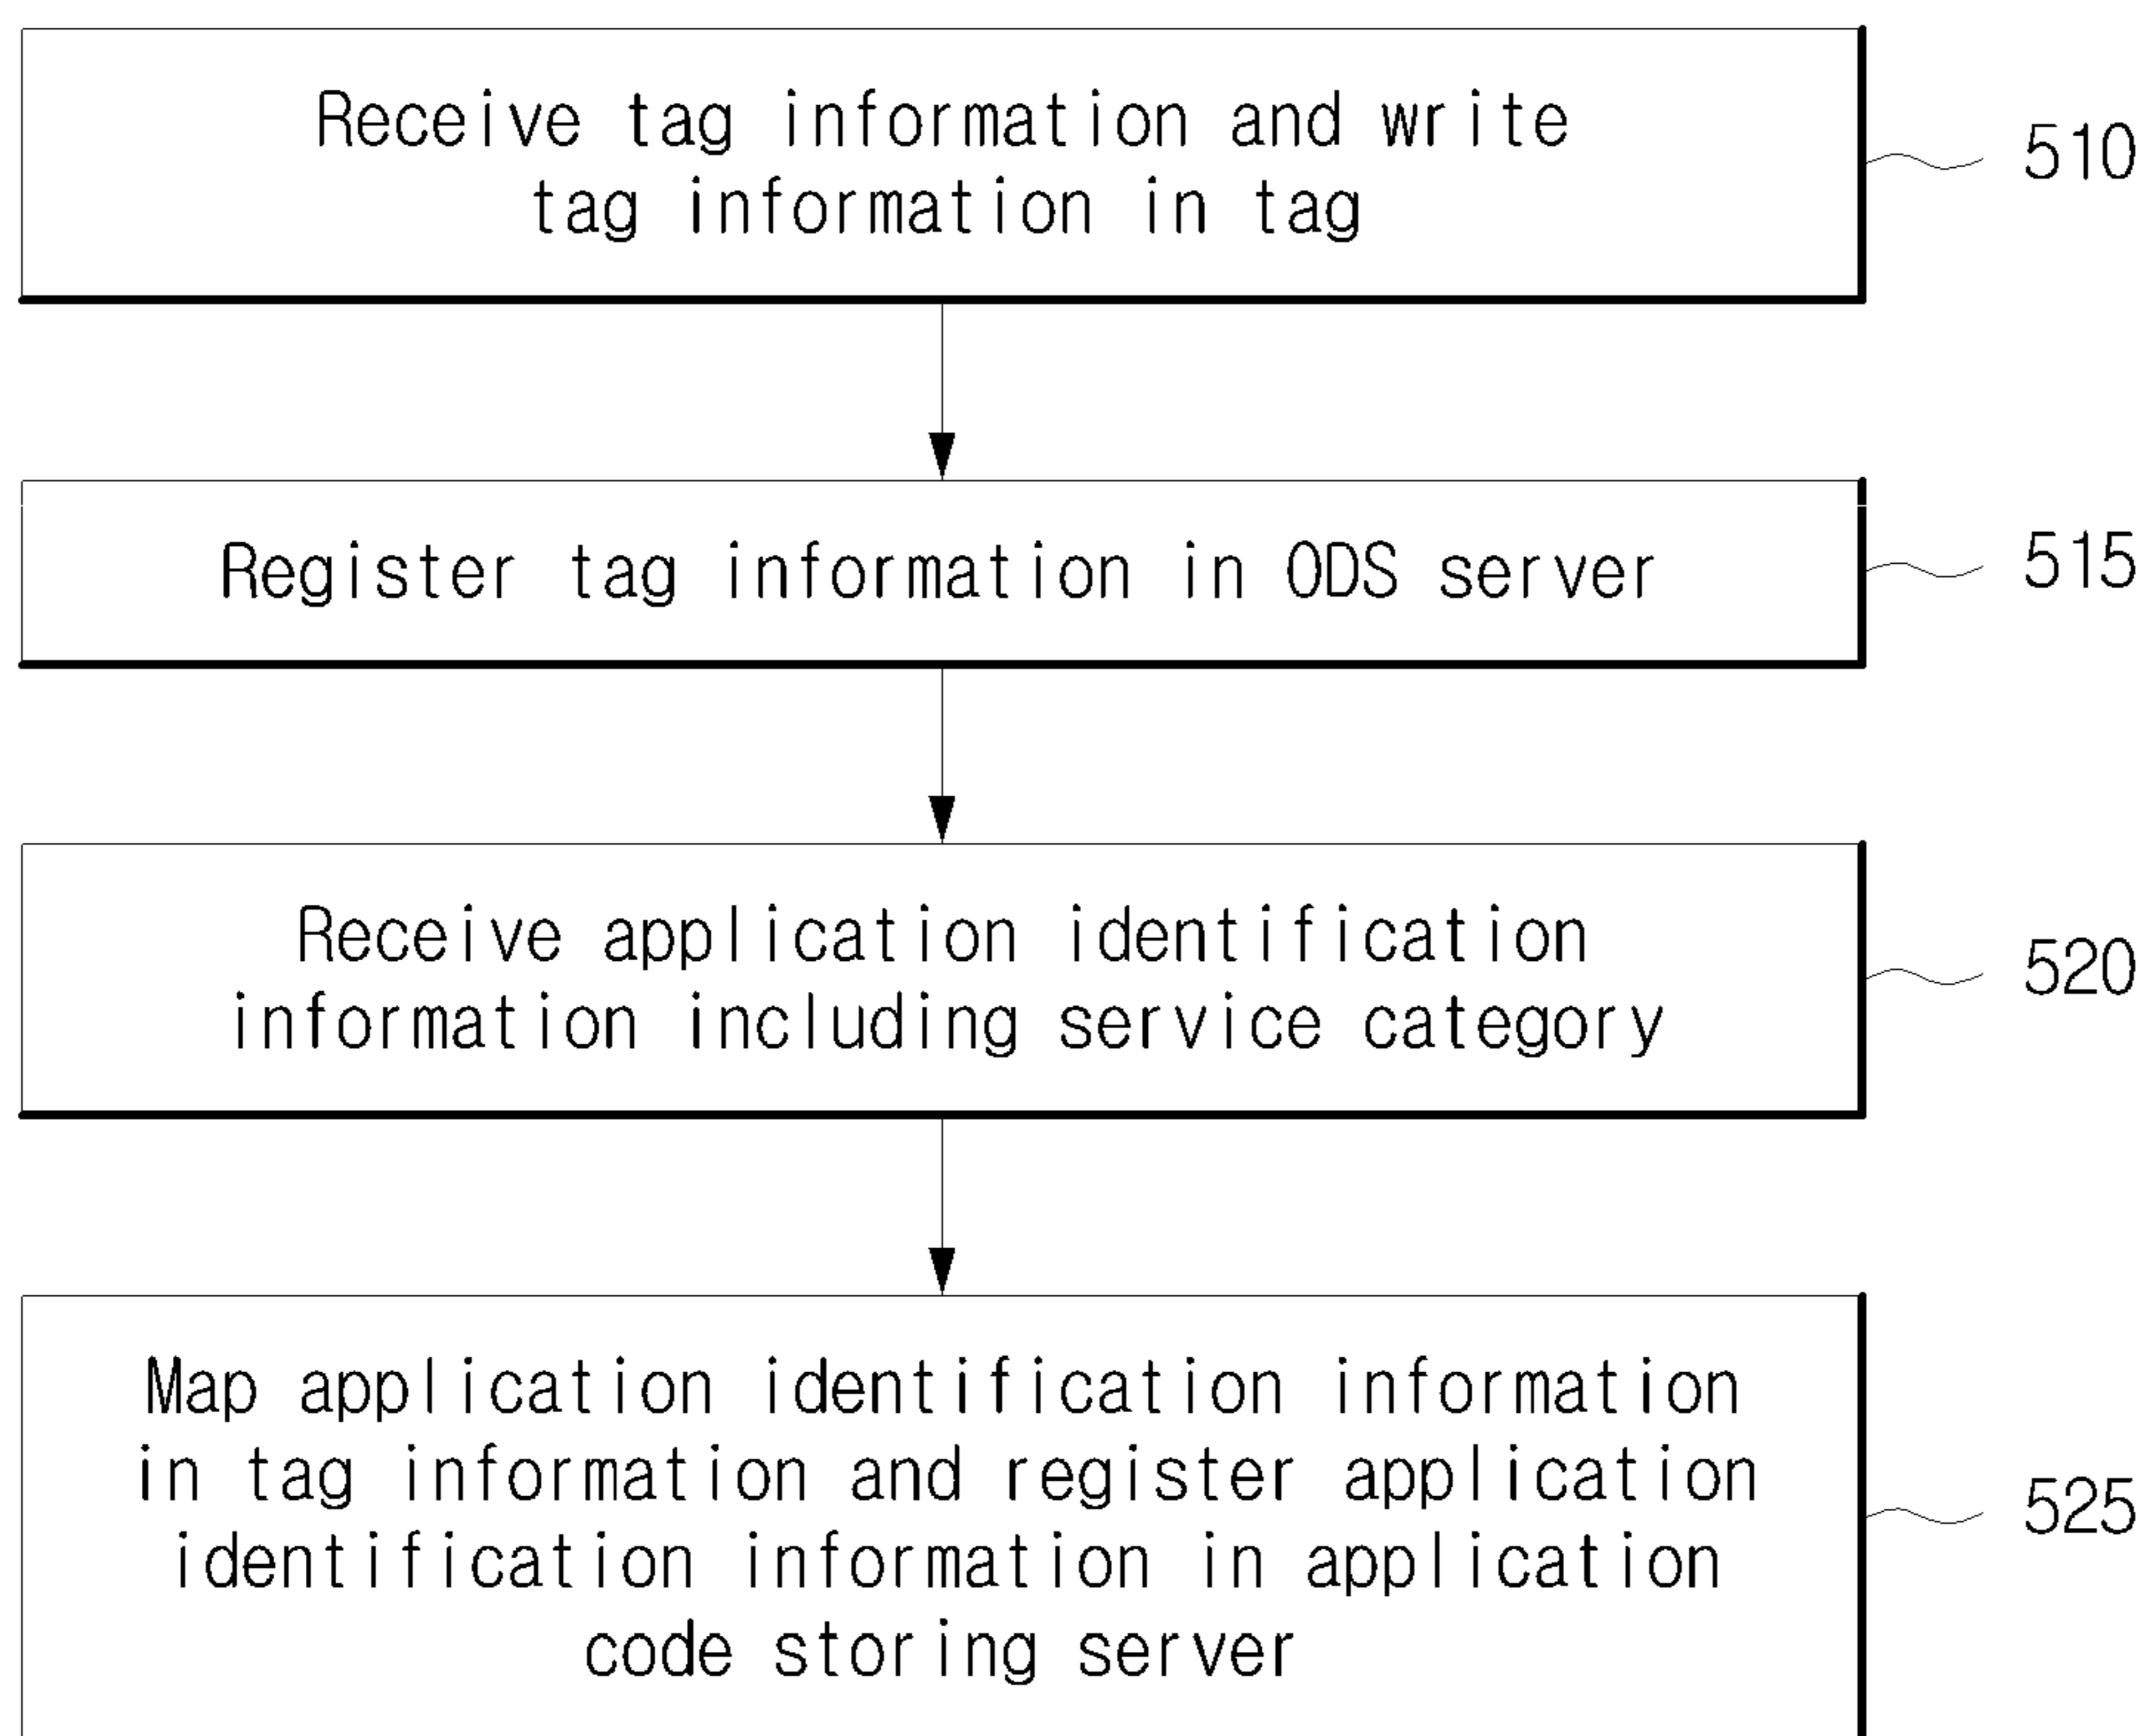 Receive tag information and write
tag information in tag
510
Register tag information in ODS server
515
Receive application identification
information including service category
520
Map application identification information
in tag information and register application
identification information in application
code storing server
525